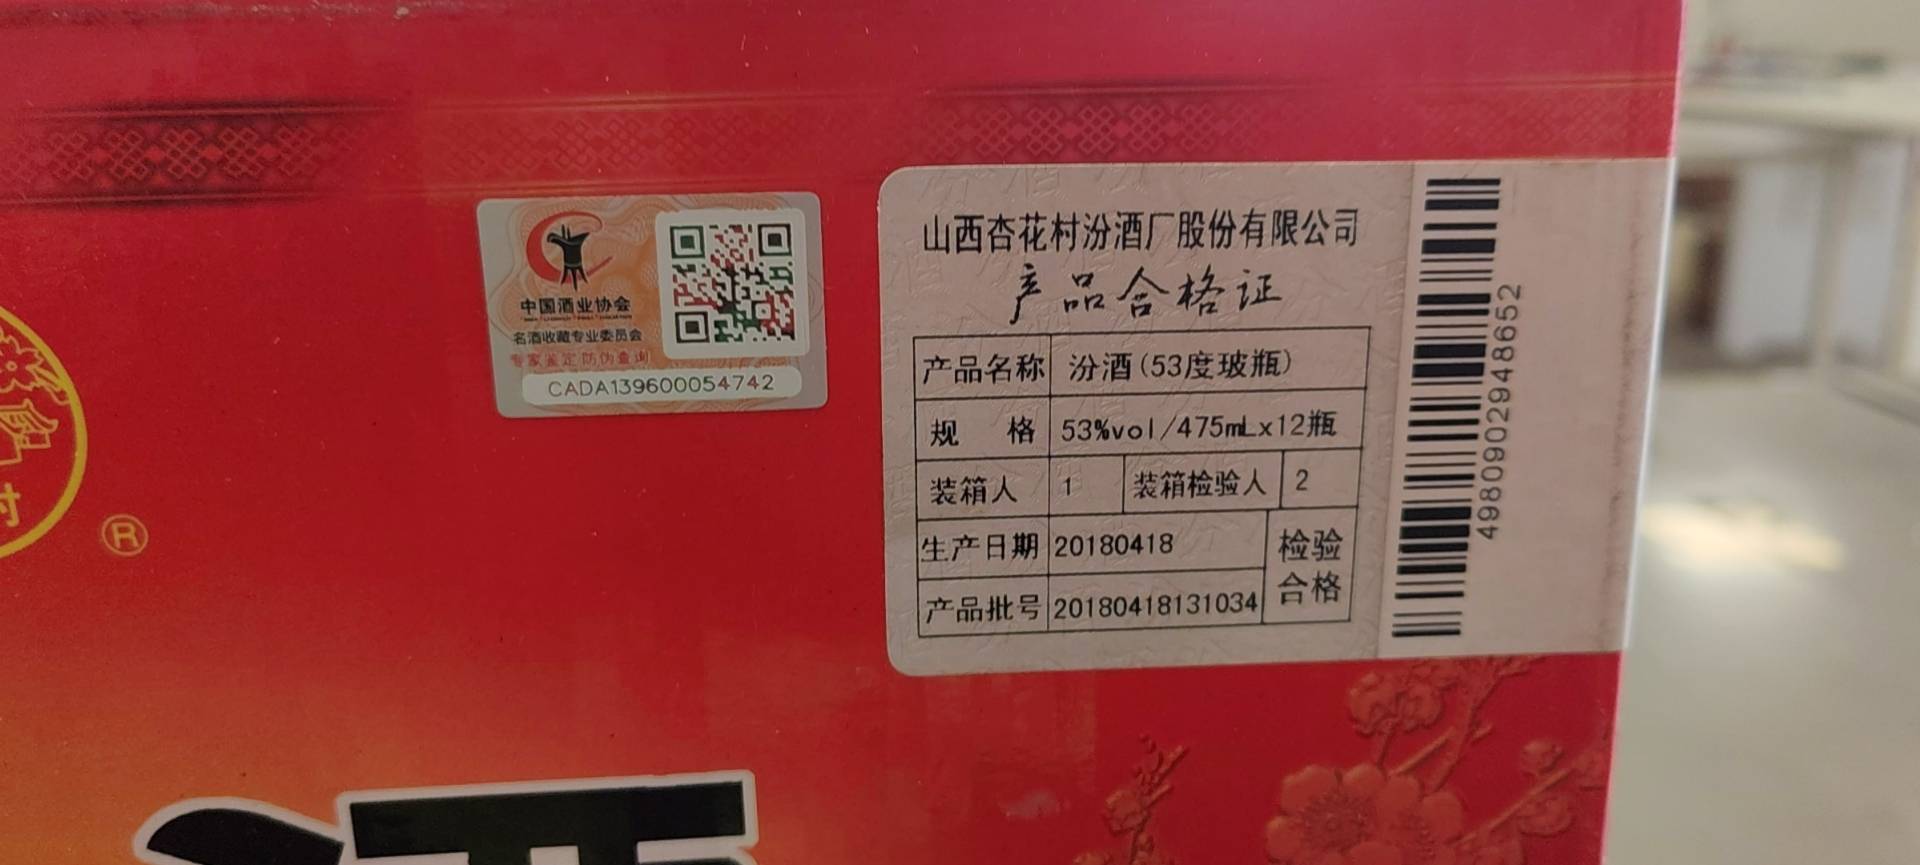 中国酒业协会
名酒收藏专业委员会
专家鉴定 防伪查询
CADA139600054742
山西杏花村汾酒厂股份有限公司
产品合格证
产品名称 汾酒(53度玻瓶)
规 格 53%vol/475mLx12瓶
装箱人 1 装箱检验人 2
生产日期 20180418
检验
合格
产品批号 20180418131034
4980902948652
村
®
酒